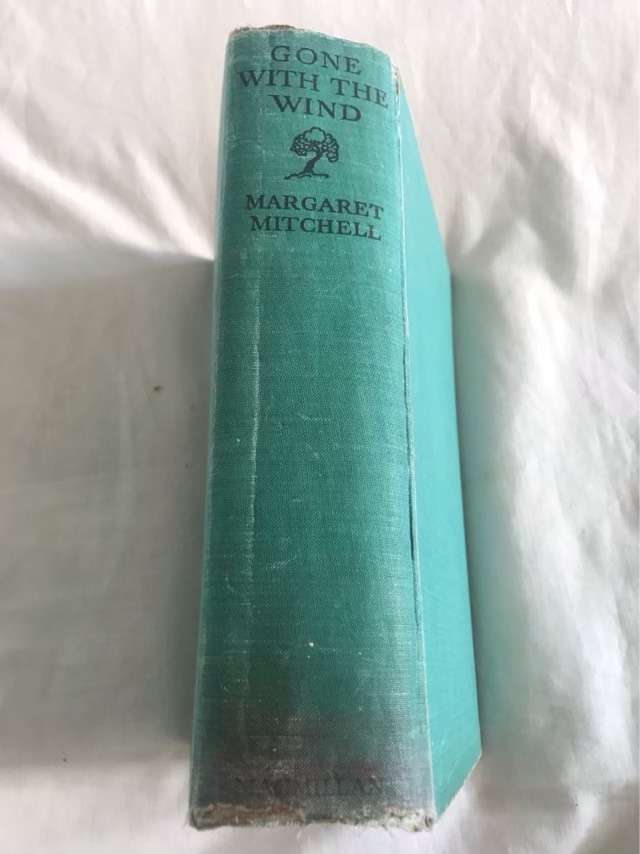 GONE
WITH THE
WIND
MARGARET
MITCHELL
MACMILLAN